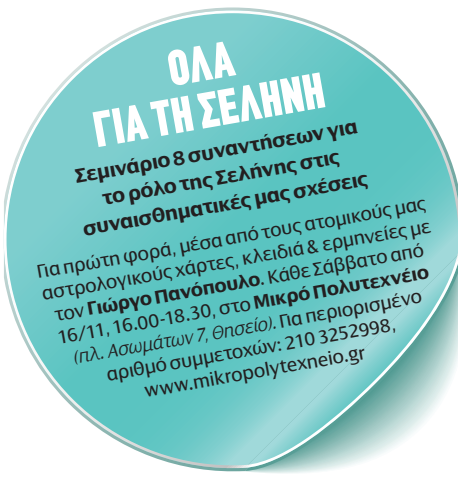 ΟΛΑ
ΓΙΑ ΤΗ ΣΕΛΗΝΗ
Σεμινάριο 8 συναντήσεων για
το ρόλο της Σελήνης στις
συναισθηματικές μας σχέσεις
Για πρώτη φορά, μέσα από τους ατομικούς μας
αστρολογικούς χάρτες, κλειδιά & ερμηνείες με
τον Γιώργο Πανόπουλο. Κάθε Σάββατο από
16/11, 16.00-18.30, στο Μικρό Πολυτεχνείο
(πλ. Ασωμάτων 7, Θησείο). Για περιορισμένο
αριθμό συμμετοχών: 210 3252998,
www.mikropolytexneio.gr